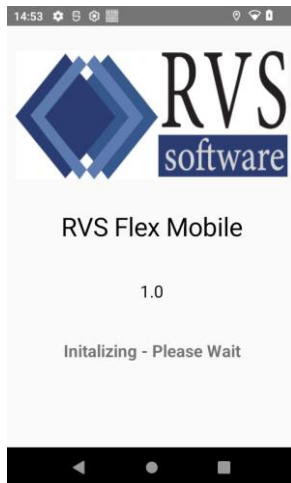 14:53
RVS
software
RVS Flex Mobile
1.0
Initalizing - Please Wait